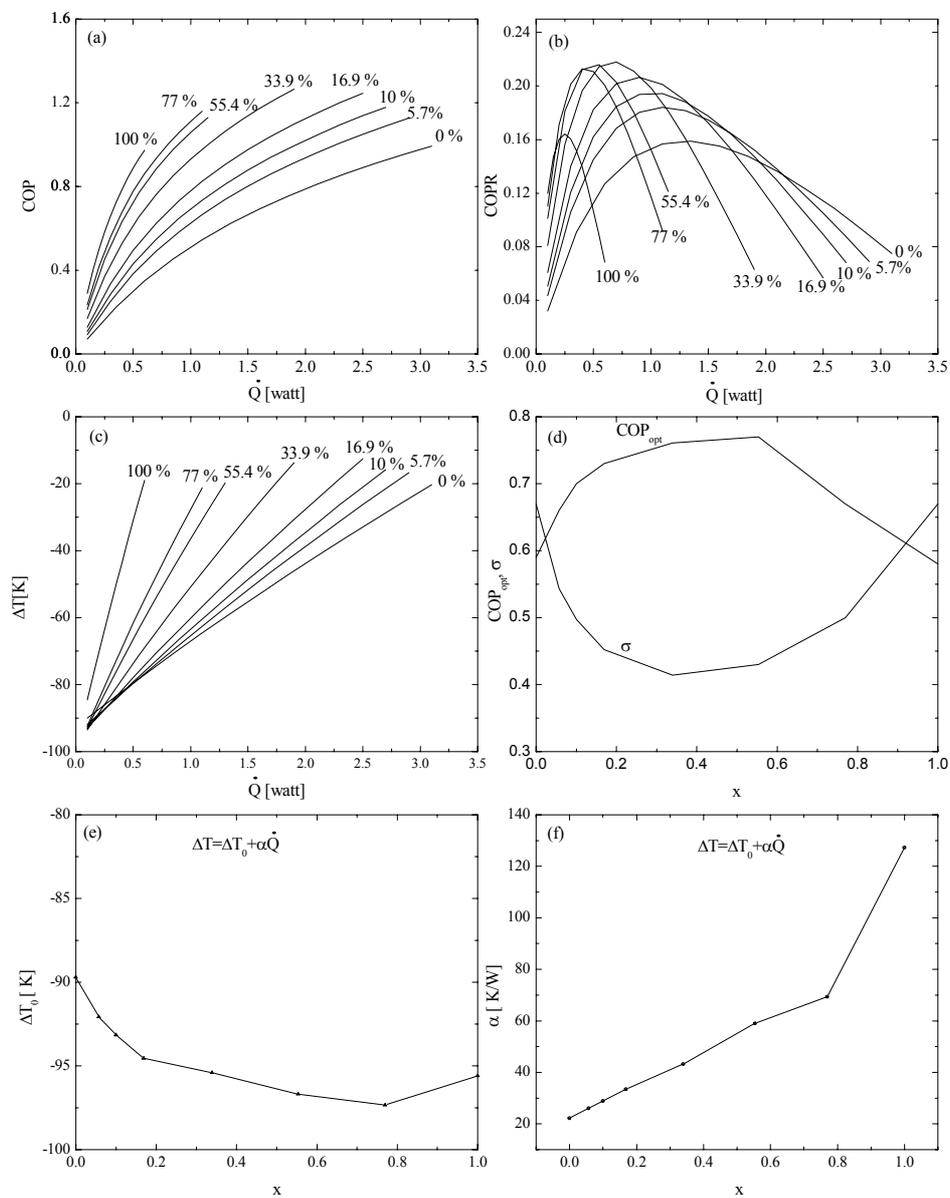 (a)
1.6
1.2
0.8
0.4
0.0
COP
100 %
77 %
55.4 %
33.9 %
16.9 %
10 %
5.7%
0 %
0.0 0.5 1.0 1.5 2.0 2.5 3.0 3.5
Q̇ [watt]
(b)
0.24
0.20
0.16
0.12
0.08
0.04
0.00
COPR
55.4 %
77 %
100 %
33.9 %
16.9 %
10 %
5.7%
0 %
0.0 0.5 1.0 1.5 2.0 2.5 3.0 3.5
Q̇ [watt]
(c)
0
-20
-40
-60
-80
-100
ΔT[K]
100 %
77 %
55.4 %
33.9 %
16.9 %
10 %
5.7%
0 %
0.0 0.5 1.0 1.5 2.0 2.5 3.0 3.5
Q̇ [watt]
(d)
0.8
0.7
0.6
0.5
0.4
0.3
COPopt, σ
COPopt
σ
0.0 0.2 0.4 0.6 0.8 1.0
x
(e)
ΔT=ΔT0+αQ̇
-80
-85
-90
-95
-100
ΔT0 [ K]
0.0 0.2 0.4 0.6 0.8 1.0
x
(f)
ΔT=ΔT0+αQ̇
140
120
100
80
60
40
20
α [ K/W]
0.0 0.2 0.4 0.6 0.8 1.0
x